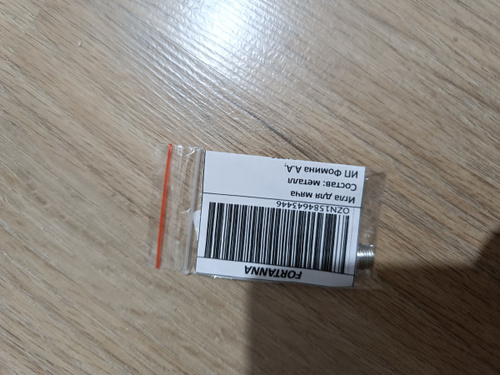 FORTANNA
OZN1584643446
Игла для мяча
Состав: металл
ИП Фомина А.А,